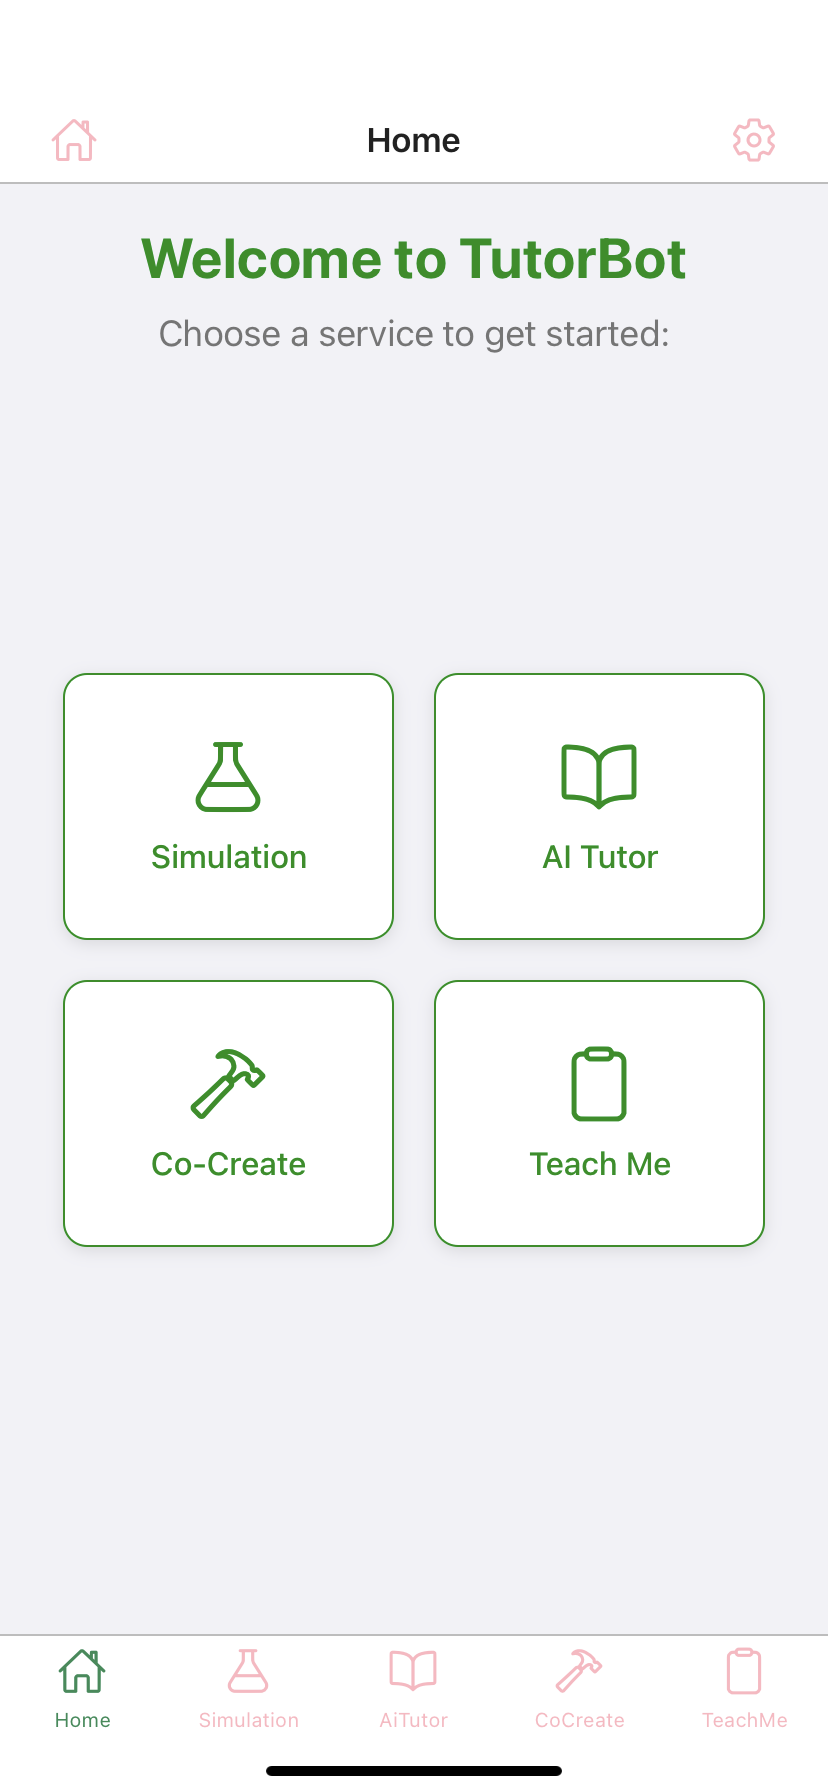 Home
Welcome to TutorBot
Choose a service to get started:
Simulation
AI Tutor
Co-Create
Teach Me
Home
Simulation
AiTutor
CoCreate
TeachMe